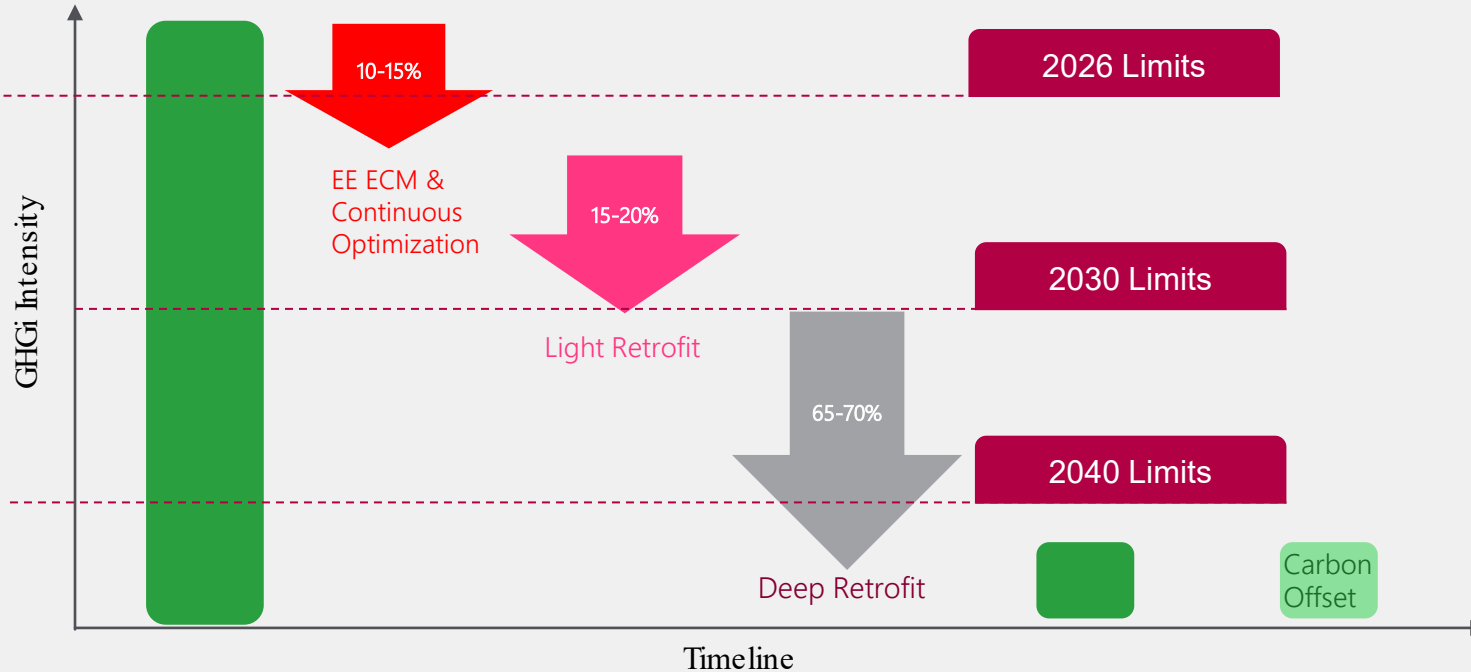 10-15%
2026 Limits
EE ECM &
Continuous
Optimization
15-20%
GHGi Intensity
2030 Limits
Light Retrofit
65-70%
2040 Limits
Deep Retrofit
Carbon
Offset
Timeline